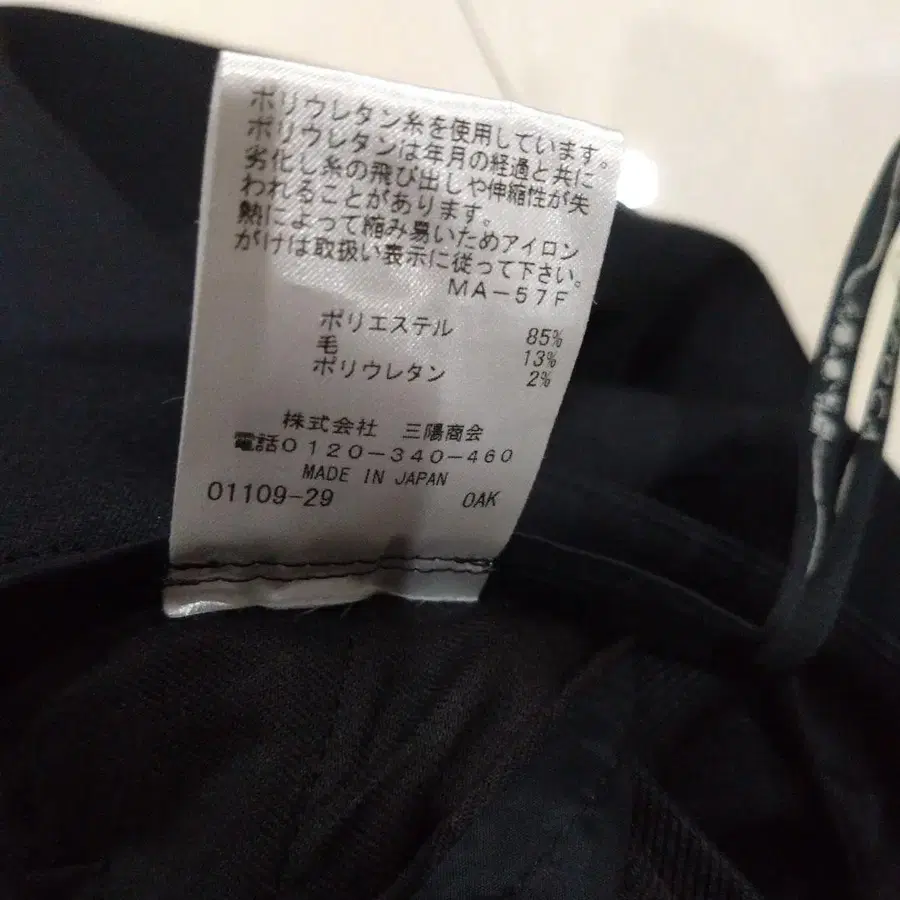 ポリウレタン糸を使用しています。
ポリウレタンは年月の経過と共に
劣化し糸の飛び出しや伸縮性が失
われることがあります。
熱によって縮み易いためアイロン
がけは取扱い表示に従って下さい。
MA-57F
ポリエステル 85%
毛 13%
ポリウレタン 2%
株式会社 三陽商会
電話0120-340-460
MADE IN JAPAN
01109-29 OAK